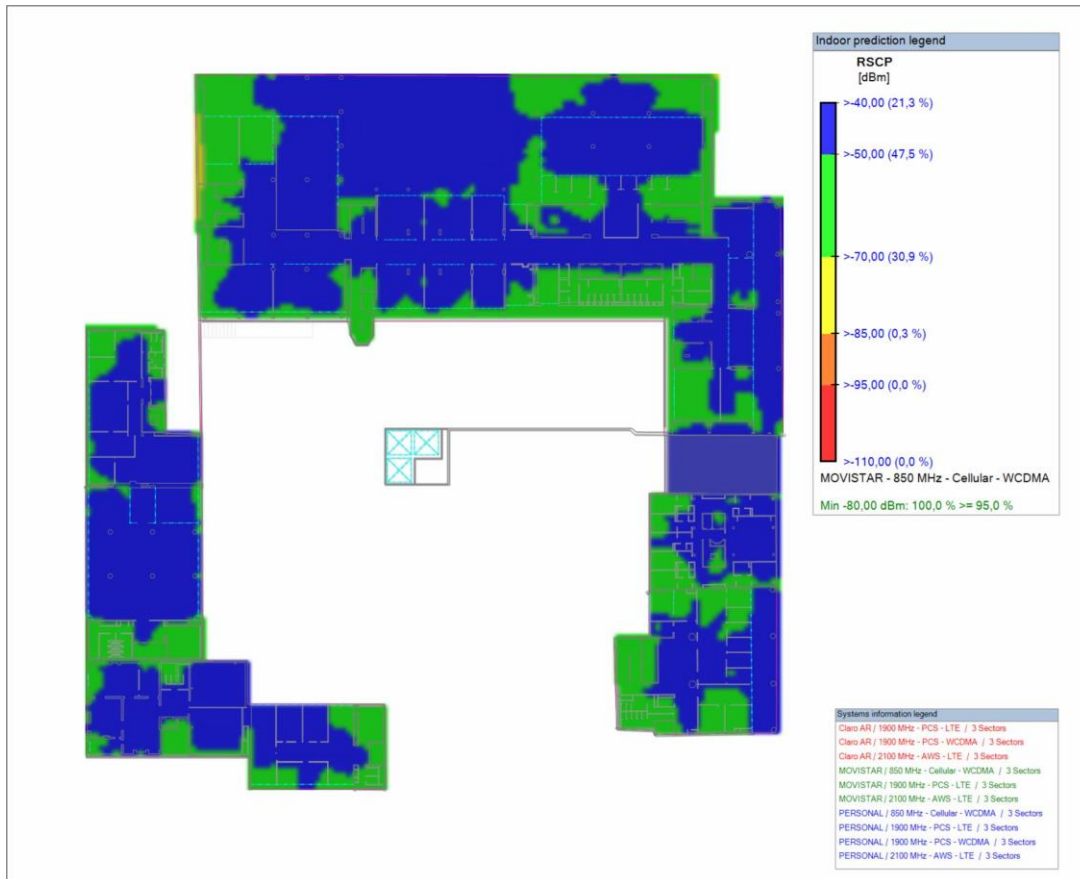 Indoor prediction legend
RSCP
[dBm]
>-40,00 (21,3 %)
>-50,00 (47,5 %)
>-70,00 (30,9 %)
>-85,00 (0,3 %)
>-95,00 (0,0 %)
>-110,00 (0,0 %)
MOVISTAR - 850 MHz - Cellular - WCDMA
Min -80,00 dBm: 100,0 % >= 95,0 %
Systems information legend
Claro AR / 1900 MHz - PCS - LTE / 3 Sectors
Claro AR / 1900 MHz - PCS - WCDMA / 3 Sectors
Claro AR / 2100 MHz - AWS - LTE / 3 Sectors
MOVISTAR / 850 MHz - Cellular - WCDMA / 3 Sectors
MOVISTAR / 1900 MHz - PCS - LTE / 3 Sectors
MOVISTAR / 2100 MHz - AWS - LTE / 3 Sectors
PERSONAL / 850 MHz - Cellular - WCDMA / 3 Sectors
PERSONAL / 1900 MHz - PCS - LTE / 3 Sectors
PERSONAL / 1900 MHz - PCS - WCDMA / 3 Sectors
PERSONAL / 2100 MHz - AWS - LTE / 3 Sectors